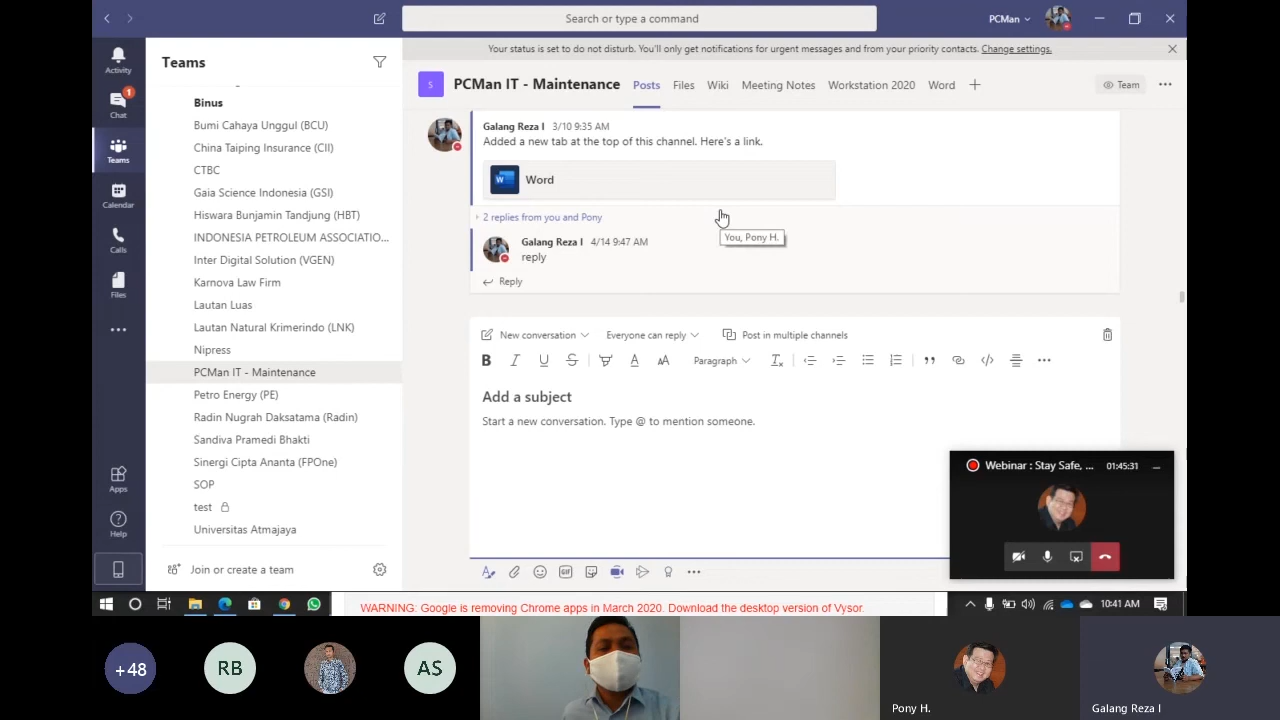 Search or type a command
PCMan
Activity
Chat
1
Teams
Calendar
Calls
Files
Apps
Help
Teams
Binus
Bumi Cahaya Unggul (BCU)
China Taiping Insurance (CII)
CTBC
Gaia Science Indonesia (GSI)
Hiswara Bunjamin Tandjung (HBT)
INDONESIA PETROLEUM ASSOCIATIO...
Inter Digital Solution (VGEN)
Karnova Law Firm
Lautan Luas
Lautan Natural Krimerindo (LNK)
Nipress
PCMan IT - Maintenance
Petro Energy (PE)
Radin Nugrah Daksatama (Radin)
Sandiva Pramedi Bhakti
Sinergi Cipta Ananta (FPOne)
SOP
test
Universitas Atmajaya
Join or create a team
Your status is set to do not disturb. You'll only get notifications for urgent messages and from your priority contacts. Change settings.
S
PCMan IT - Maintenance Posts Files Wiki Meeting Notes Workstation 2020 Word
Team
Galang Reza I 3/10 9:35 AM
Added a new tab at the top of this channel. Here's a link.
W
Word
2 replies from you and Pony
You, Pony H.
Galang Reza I 4/14 9:47 AM
reply
Reply
New conversation Everyone can reply Post in multiple channels
B I U S A AA Paragraph
Add a subject
Start a new conversation. Type @ to mention someone.
GIF
Webinar : Stay Safe, ... 01:45:31
WARNING: Google is removing Chrome apps in March 2020. Download the desktop version of Vysor.
10:41 AM
+48
RB
AS
Pony H.
Galang Reza I